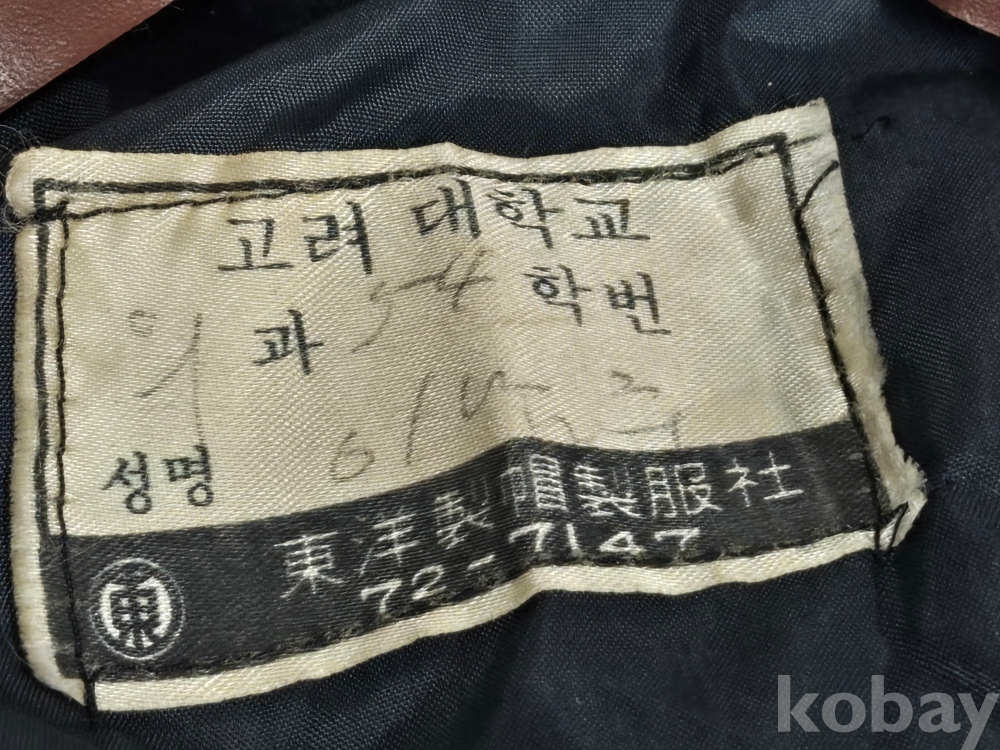 고려 대학교
과 학번
성명
東洋製帽製服社
72-7147
東
kobay